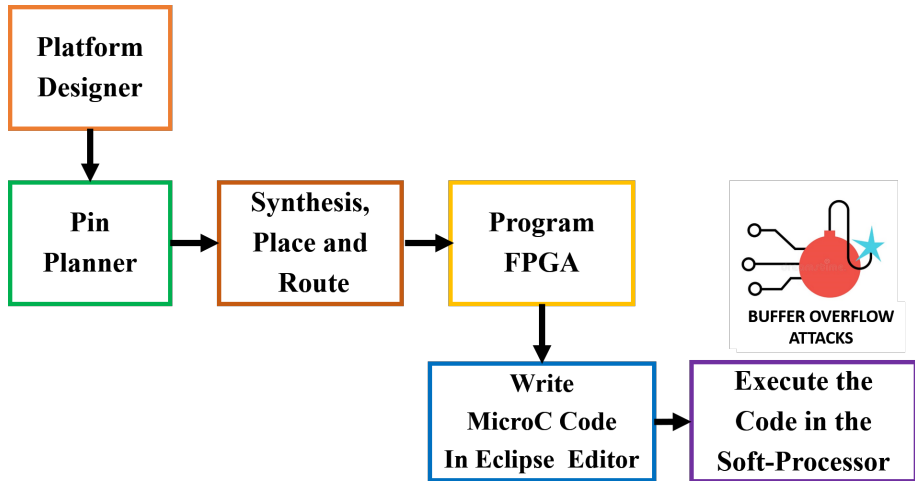 Platform
Designer
Pin
Planner
Synthesis,
Place and
Route
Program
FPGA
BUFFER OVERFLOW
ATTACKS
Write
MicroC Code
In Eclipse Editor
Execute the
Code in the
Soft-Processor